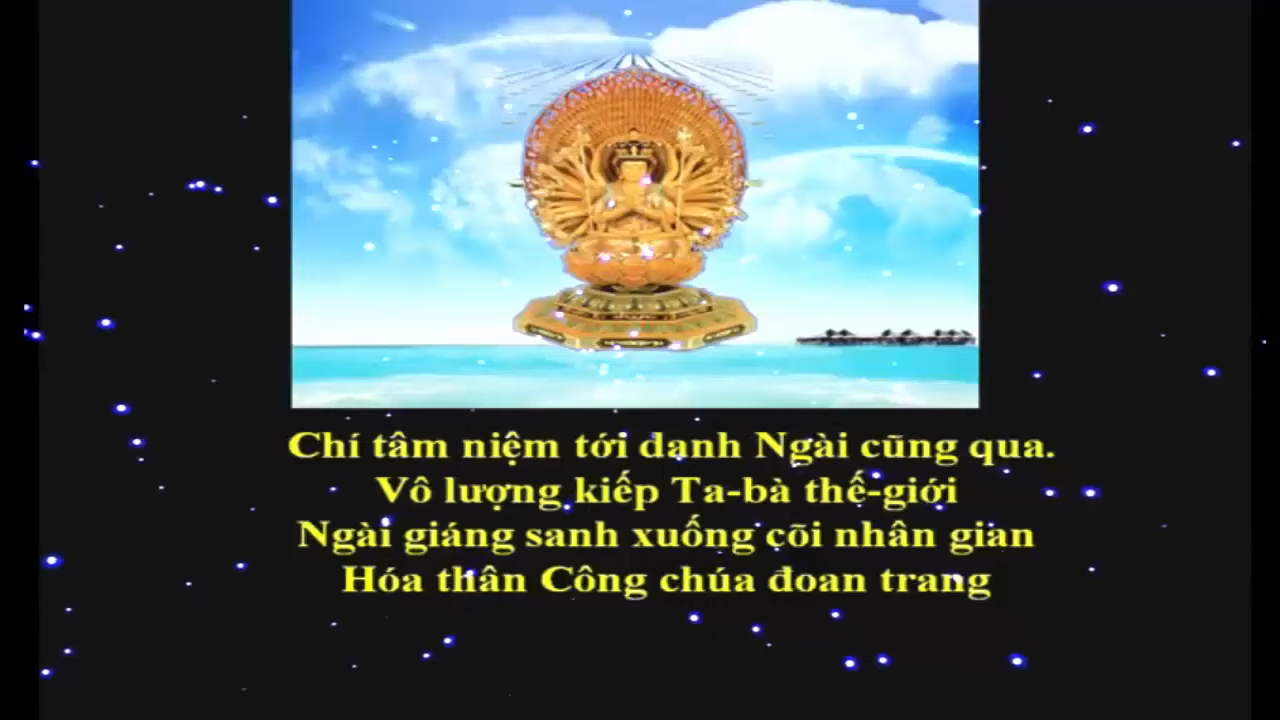 Chí tâm niệm tới danh Ngài cũng qua.
Vô lượng kiếp Ta-bà thế-giới
Ngài giáng sanh xuống cõi nhân gian
Hóa thân Công chúa đoan trang